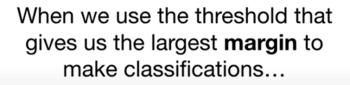 When we use the threshold that
gives us the largest margin to
make classifications…